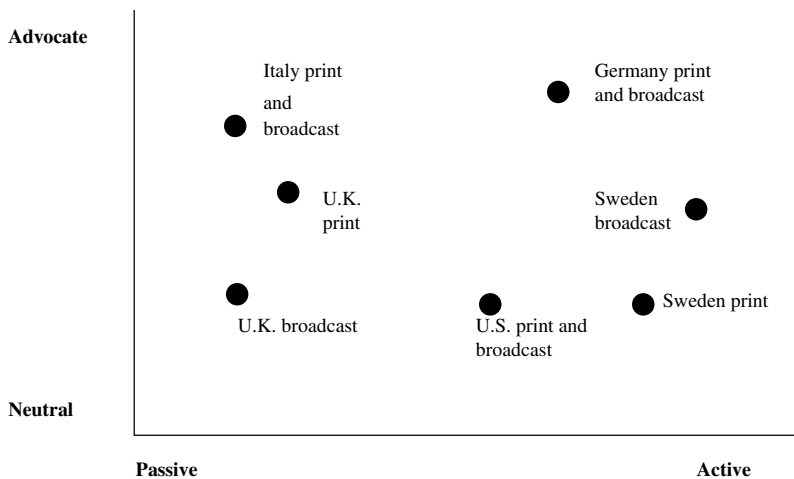 Advocate
Italy print
and
broadcast
Germany print
and broadcast
U.K.
print
Sweden
broadcast
U.K. broadcast
U.S. print and
broadcast
Sweden print
Neutral
Passive
Active